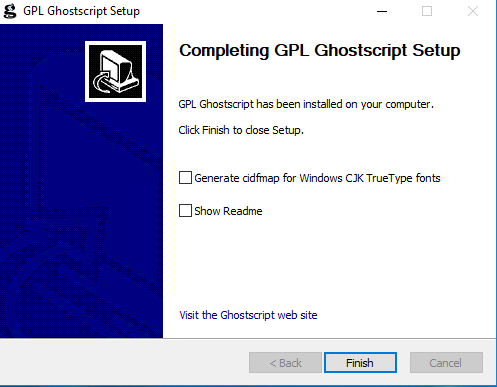 GPL Ghostscript Setup
Completing GPL Ghostscript Setup
GPL Ghostscript has been installed on your computer.
Click Finish to close Setup.
Generate cidfmap for Windows CJK TrueType fonts
Show Readme
Visit the Ghostscript web site
< Back
Finish
Cancel